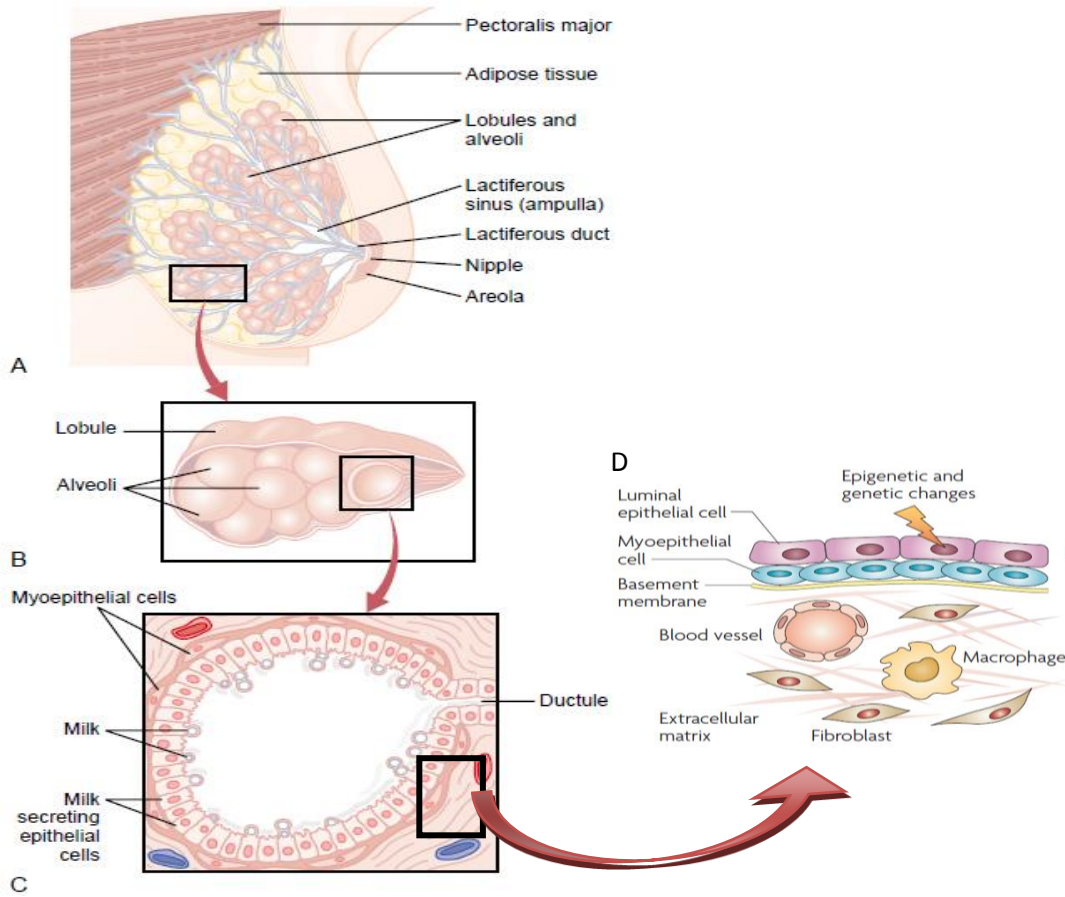 Pectoralis major
Adipose tissue
Lobules and
alveoli
Lactiferous
sinus (ampulla)
Lactiferous duct
Nipple
Areola
A
Lobule
Alveoli
B
Myoepithelial cells
Milk
Milk
secreting
epithelial
cells
Ductule
C
D
Epigenetic and
genetic changes
Luminal
epithelial cell
Myoepithelial
cell
Basement
membrane
Blood vessel
Macrophage
Extracellular
matrix
Fibroblast